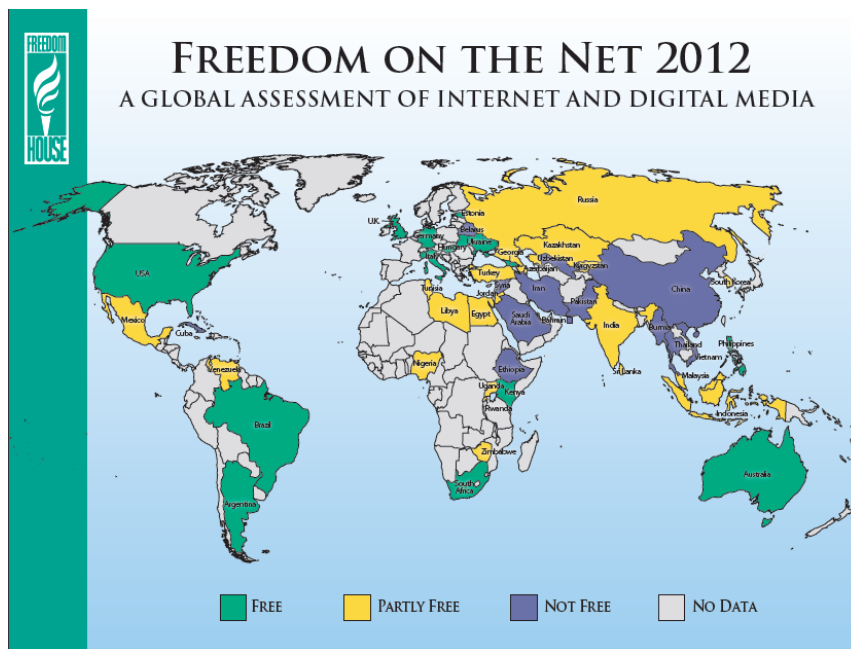 FREEDOM
HOUSE
FREEDOM ON THE NET 2012
A GLOBAL ASSESSMENT OF INTERNET AND DIGITAL MEDIA
Russia
Estonia
U.K.
Belarus
Germany
Ukraine
Hungary
Kazakhstan
Italy
Georgia
Uzbekistan
USA
Turkey
Azerbaijan
Kyrgyzstan
South Korea
Tunisia
Syria
Iran
China
Jordan
Pakistan
Libya
Egypt
Mexico
Saudi
Arabia
Bahrain
India
Burma
Cuba
Thailand
Philippines
Vietnam
Venezuela
Nigeria
Ethiopia
Sri Lanka
Malaysia
Uganda
Kenya
Rwanda
Indonesia
Brazil
Zimbabwe
South
Africa
Australia
Argentina
FREE
PARTLY FREE
NOT FREE
NO DATA